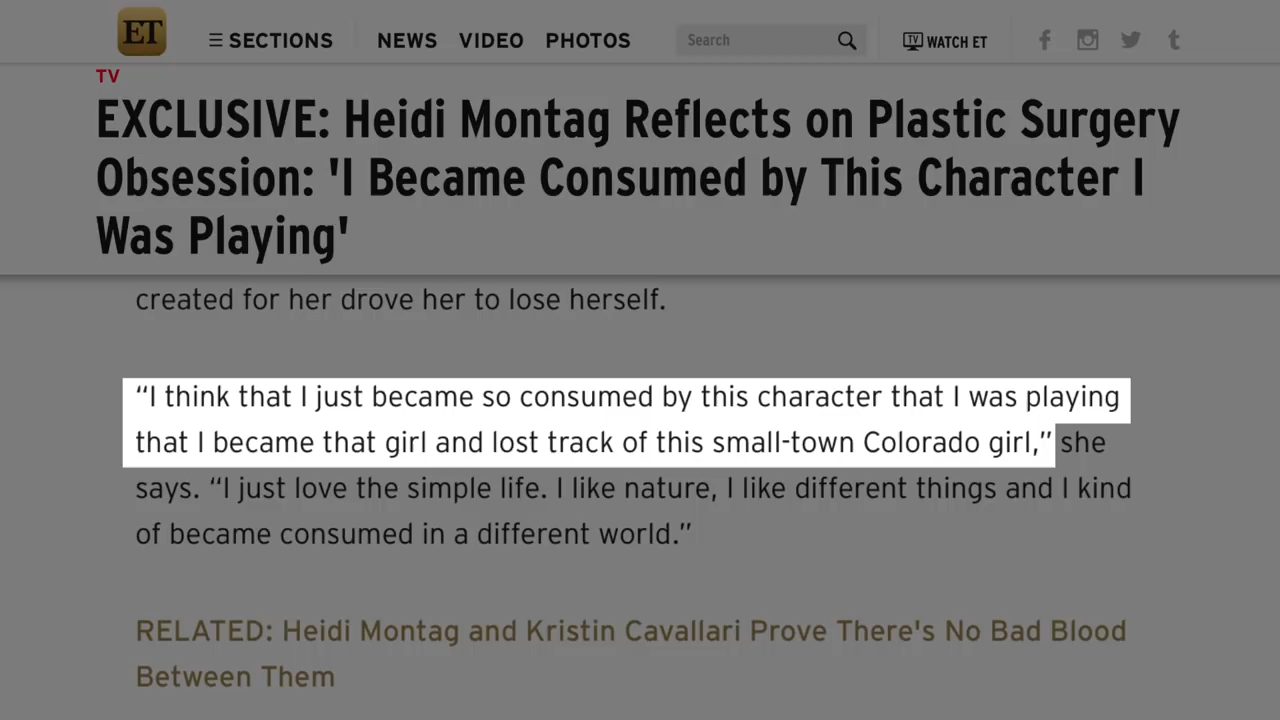 ET
☰ SECTIONS NEWS VIDEO PHOTOS Search TV WATCH ET f t
TV
EXCLUSIVE: Heidi Montag Reflects on Plastic Surgery
Obsession: 'I Became Consumed by This Character I
Was Playing'
created for her drove her to lose herself.
“I think that I just became so consumed by this character that I was playing
that I became that girl and lost track of this small-town Colorado girl,” she
says. “I just love the simple life. I like nature, I like different things and I kind
of became consumed in a different world.”
RELATED: Heidi Montag and Kristin Cavallari Prove There's No Bad Blood
Between Them